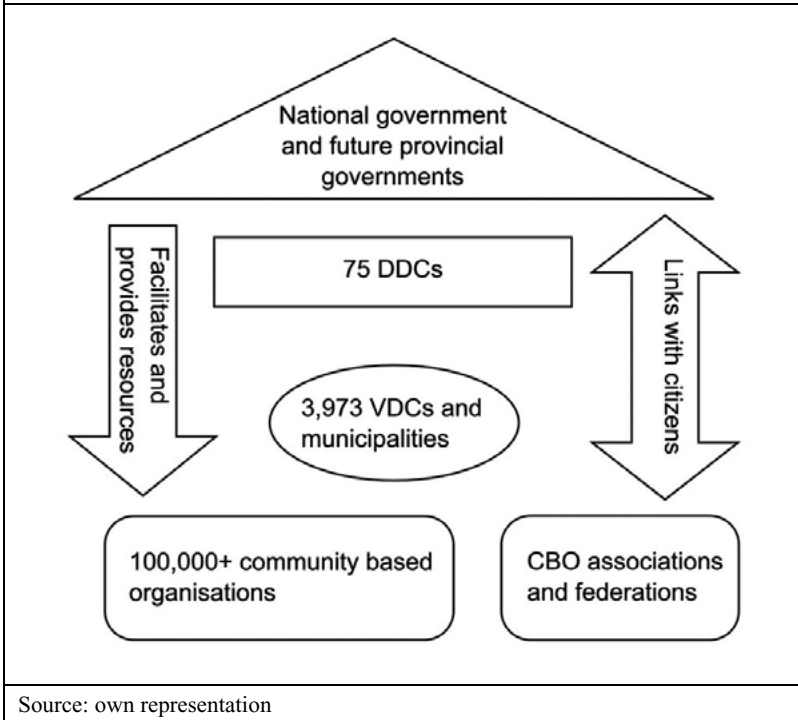 National government
and future provincial
governments
Facilitates and
provides resources
75 DDCs
Links with citizens
3,973 VDCs and
municipalities
100,000+ community based
organisations
CBO associations
and federations
Source: own representation